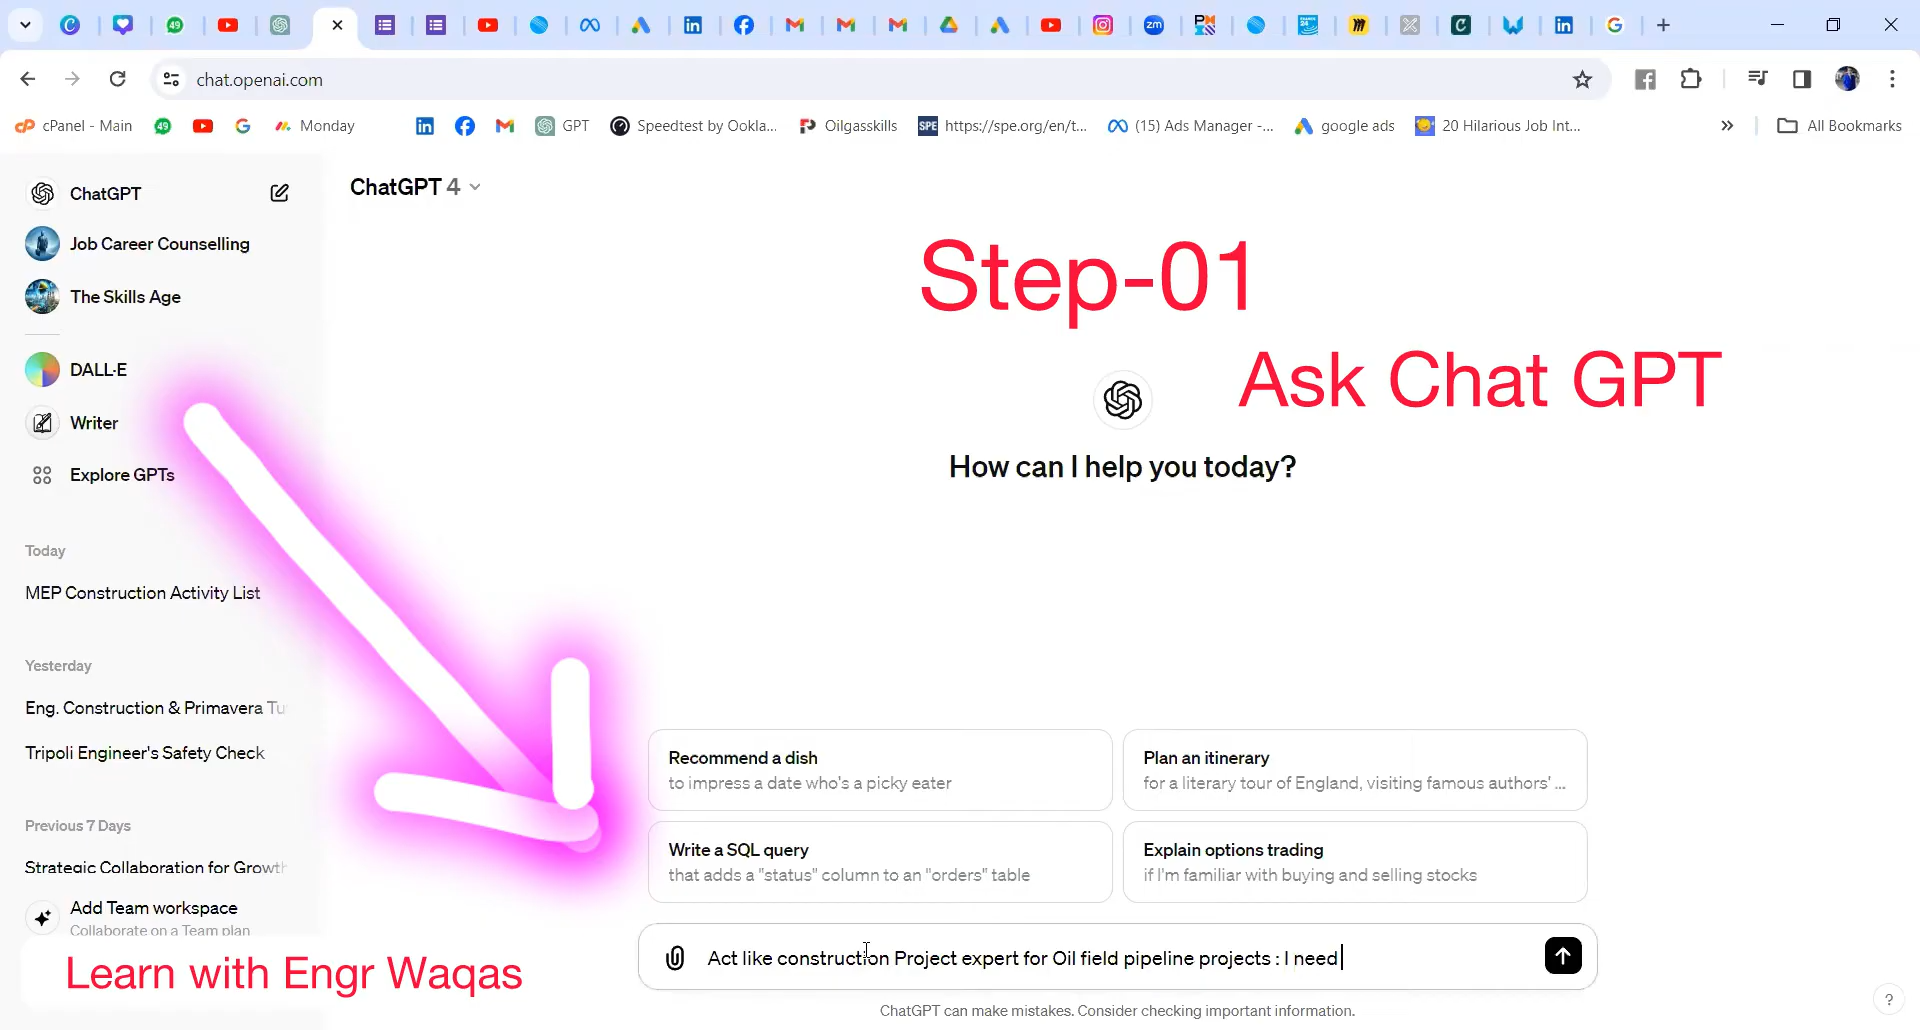 chat.openai.com
cPanel - Main
Monday
GPT
Speedtest by Ookla...
Oilgasskills
https://spe.org/en/t...
(15) Ads Manager -...
google ads
20 Hilarious Job Int...
All Bookmarks
ChatGPT
Job Career Counselling
The Skills Age
DALL·E
Writer
Explore GPTs
Today
MEP Construction Activity List
Yesterday
Eng. Construction & Primavera Tu
Tripoli Engineer's Safety Check
Previous 7 Days
Strategic Collaboration for Growth
Add Team workspace
Collaborate on a Team plan
Learn with Engr Waqas
ChatGPT 4
Step-01
Ask Chat GPT
How can I help you today?
Recommend a dish
to impress a date who's a picky eater
Plan an itinerary
for a literary tour of England, visiting famous authors' ...
Write a SQL query
that adds a "status" column to an "orders" table
Explain options trading
if I'm familiar with buying and selling stocks
Act like construction Project expert for Oil field pipeline projects : I need
ChatGPT can make mistakes. Consider checking important information.
?